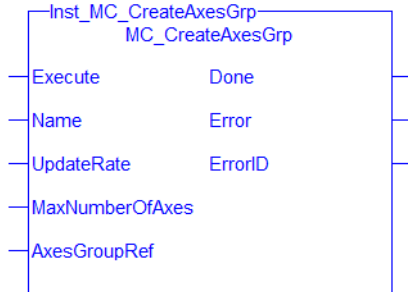 Inst_MC_CreateAxesGrp
MC_CreateAxesGrp
Execute Done
Name Error
UpdateRate ErrorID
MaxNumberOfAxes
AxesGroupRef